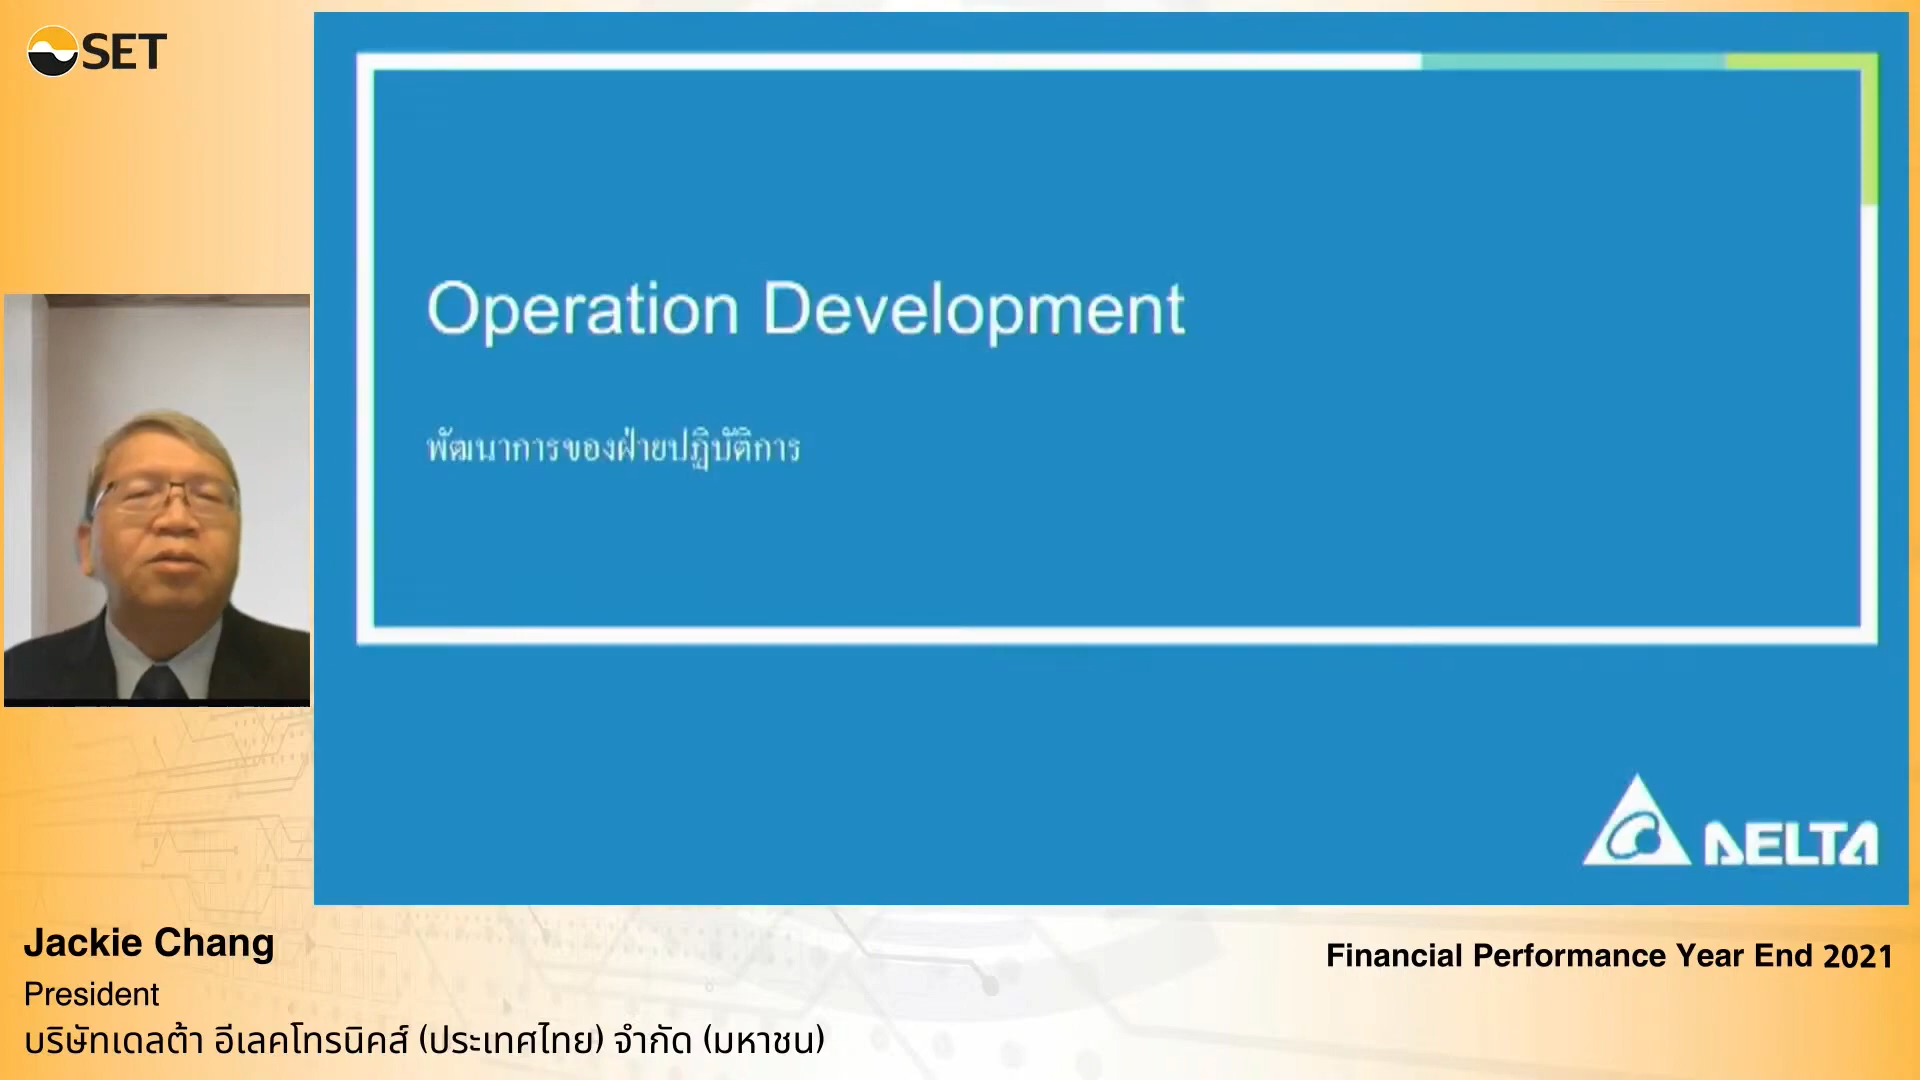 SET
Operation Development
พัฒนาการของฝ่ายปฏิบัติการ
DELTA
Jackie Chang
President
บริษัทเดลต้า อีเลคโทรนิคส์ (ประเทศไทย) จำกัด (มหาชน)
Financial Performance Year End 2021